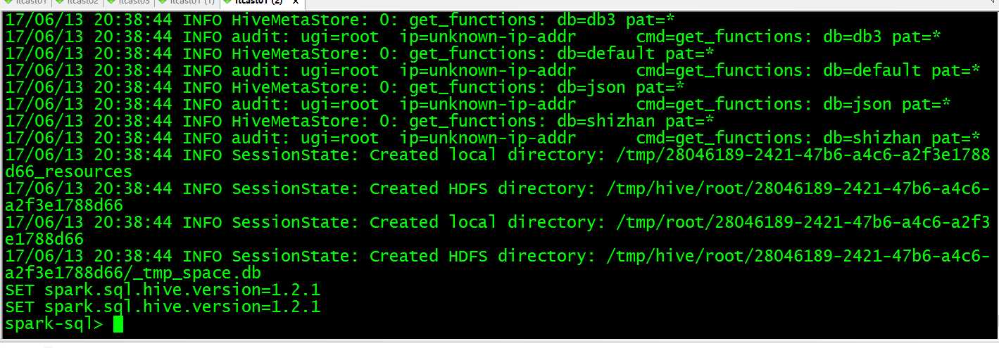 itcast01 itcast02 itcast03 itcast01 (1) itcast01 (2) ×
17/06/13 20:38:44 INFO HiveMetaStore: 0: get_functions: db=db3 pat=*
17/06/13 20:38:44 INFO audit: ugi=root  ip=unknown-ip-addr      cmd=get_functions: db=db3 pat=*
17/06/13 20:38:44 INFO HiveMetaStore: 0: get_functions: db=default pat=*
17/06/13 20:38:44 INFO audit: ugi=root  ip=unknown-ip-addr      cmd=get_functions: db=default pat=*
17/06/13 20:38:44 INFO HiveMetaStore: 0: get_functions: db=json pat=*
17/06/13 20:38:44 INFO audit: ugi=root  ip=unknown-ip-addr      cmd=get_functions: db=json pat=*
17/06/13 20:38:44 INFO HiveMetaStore: 0: get_functions: db=shizhan pat=*
17/06/13 20:38:44 INFO audit: ugi=root  ip=unknown-ip-addr      cmd=get_functions: db=shizhan pat=*
17/06/13 20:38:44 INFO SessionState: Created local directory: /tmp/28046189-2421-47b6-a4c6-a2f3e1788
d66_resources
17/06/13 20:38:44 INFO SessionState: Created HDFS directory: /tmp/hive/root/28046189-2421-47b6-a4c6-
a2f3e1788d66
17/06/13 20:38:44 INFO SessionState: Created local directory: /tmp/root/28046189-2421-47b6-a4c6-a2f3
e1788d66
17/06/13 20:38:44 INFO SessionState: Created HDFS directory: /tmp/hive/root/28046189-2421-47b6-a4c6-
a2f3e1788d66/_tmp_space.db
SET spark.sql.hive.version=1.2.1
SET spark.sql.hive.version=1.2.1
spark-sql>